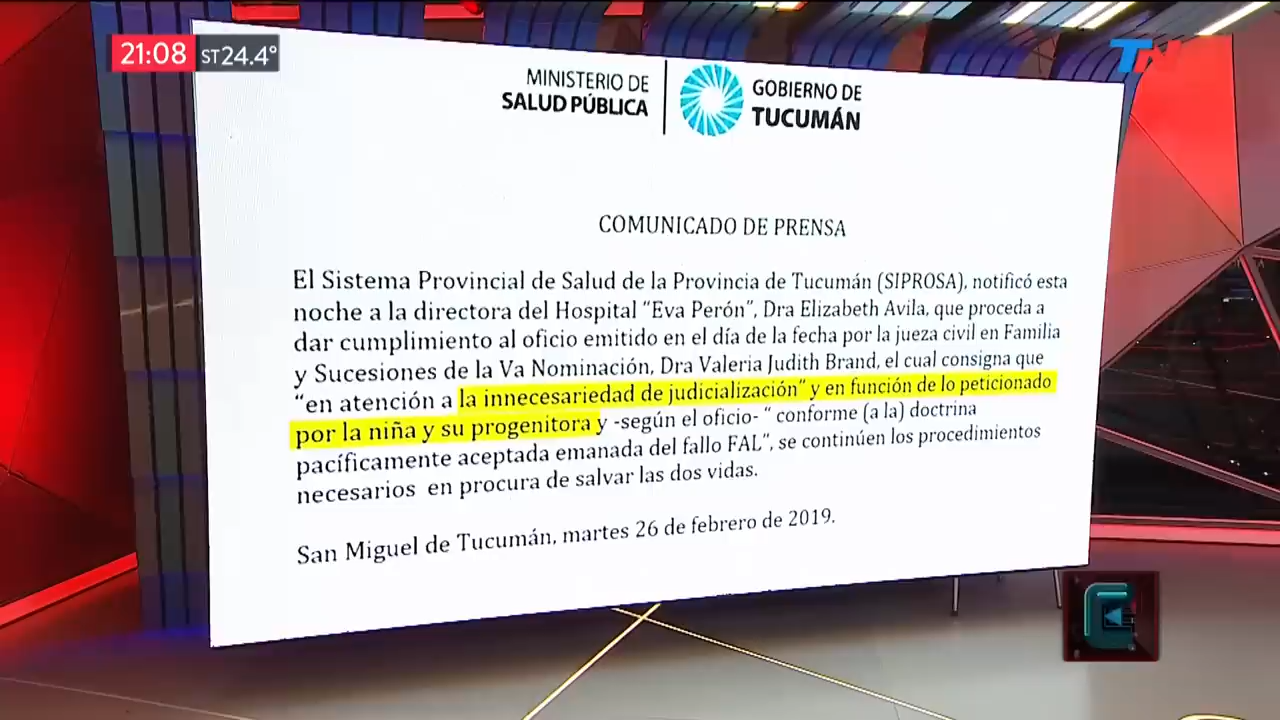 21:08 ST24.4°
TN
MINISTERIO DE
SALUD PÚBLICA
GOBIERNO DE
TUCUMÁN
COMUNICADO DE PRENSA
El Sistema Provincial de Salud de la Provincia de Tucumán (SIPROSA), notificó esta
noche a la directora del Hospital "Eva Perón", Dra Elizabeth Avila, que proceda a
dar cumplimiento al oficio emitido en el día de la fecha por la jueza civil en Familia
y Sucesiones de la Va Nominación, Dra Valeria Judith Brand, el cual consigna que
"en atención a la innecesariedad de judicialización" y en función de lo peticionado
por la niña y su progenitora y -según el oficio- " conforme (a la) doctrina
pacíficamente aceptada emanada del fallo FAL", se continúen los procedimientos
necesarios en procura de salvar las dos vidas.
San Miguel de Tucumán, martes 26 de febrero de 2019.